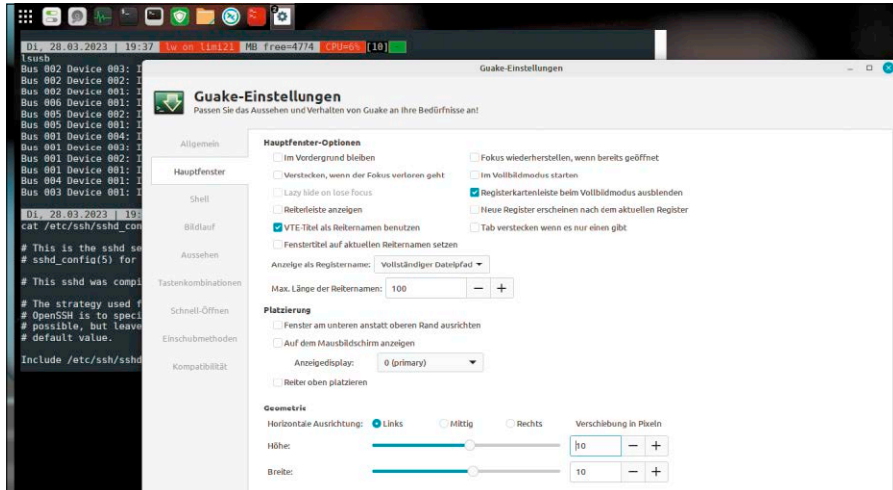 Di, 28.03.2023 | 19:37 lw on limi21 MB free=4774 CPU=6% [10]
lsusb
Bus 002 Device 003: I
Bus 002 Device 002: I
Bus 002 Device 001: I
Bus 006 Device 001: I
Bus 005 Device 002: I
Bus 005 Device 001: I
Bus 001 Device 004: I
Bus 001 Device 003: I
Bus 001 Device 002: I
Bus 001 Device 001: I
Bus 004 Device 001: I
Bus 003 Device 001: I
Di, 28.03.2023 | 19:
cat /etc/ssh/sshd_con
# This is the sshd se
# sshd_config(5) for
# This sshd was compi
# The strategy used f
# OpenSSH is to speci
# possible, but leave
# default value.
Include /etc/ssh/sshd
Guake-Einstellungen
Guake-Einstellungen
Passen Sie das Aussehen und Verhalten von Guake an Ihre Bedürfnisse an!
Allgemein
Hauptfenster
Shell
Bildlauf
Aussehen
Tastenkombinationen
Schnell-Öffnen
Einschubmethoden
Kompatibilität
Hauptfenster-Optionen
Im Vordergrund bleiben
Fokus wiederherstellen, wenn bereits geöffnet
Verstecken, wenn der Fokus verloren geht
Im Vollbildmodus starten
Lazy hide on lose focus
Registerkartenleiste beim Vollbildmodus ausblenden
Reiterleiste anzeigen
Neue Register erscheinen nach dem aktuellen Register
VTE-Titel als Reiternamen benutzen
Tab verstecken wenn es nur einen gibt
Fenstertitel auf aktuellen Reiternamen setzen
Anzeige als Registername: Vollständiger Dateipfad
Max. Länge der Reiternamen: 100
Platzierung
Fenster am unteren anstatt oberen Rand ausrichten
Auf dem Mausbildschirm anzeigen
Anzeigedisplay: 0 (primary)
Reiter oben platzieren
Geometrie
Horizontale Ausrichtung: Links Mittig Rechts Verschiebung in Pixeln
Höhe: 10
Breite: 10